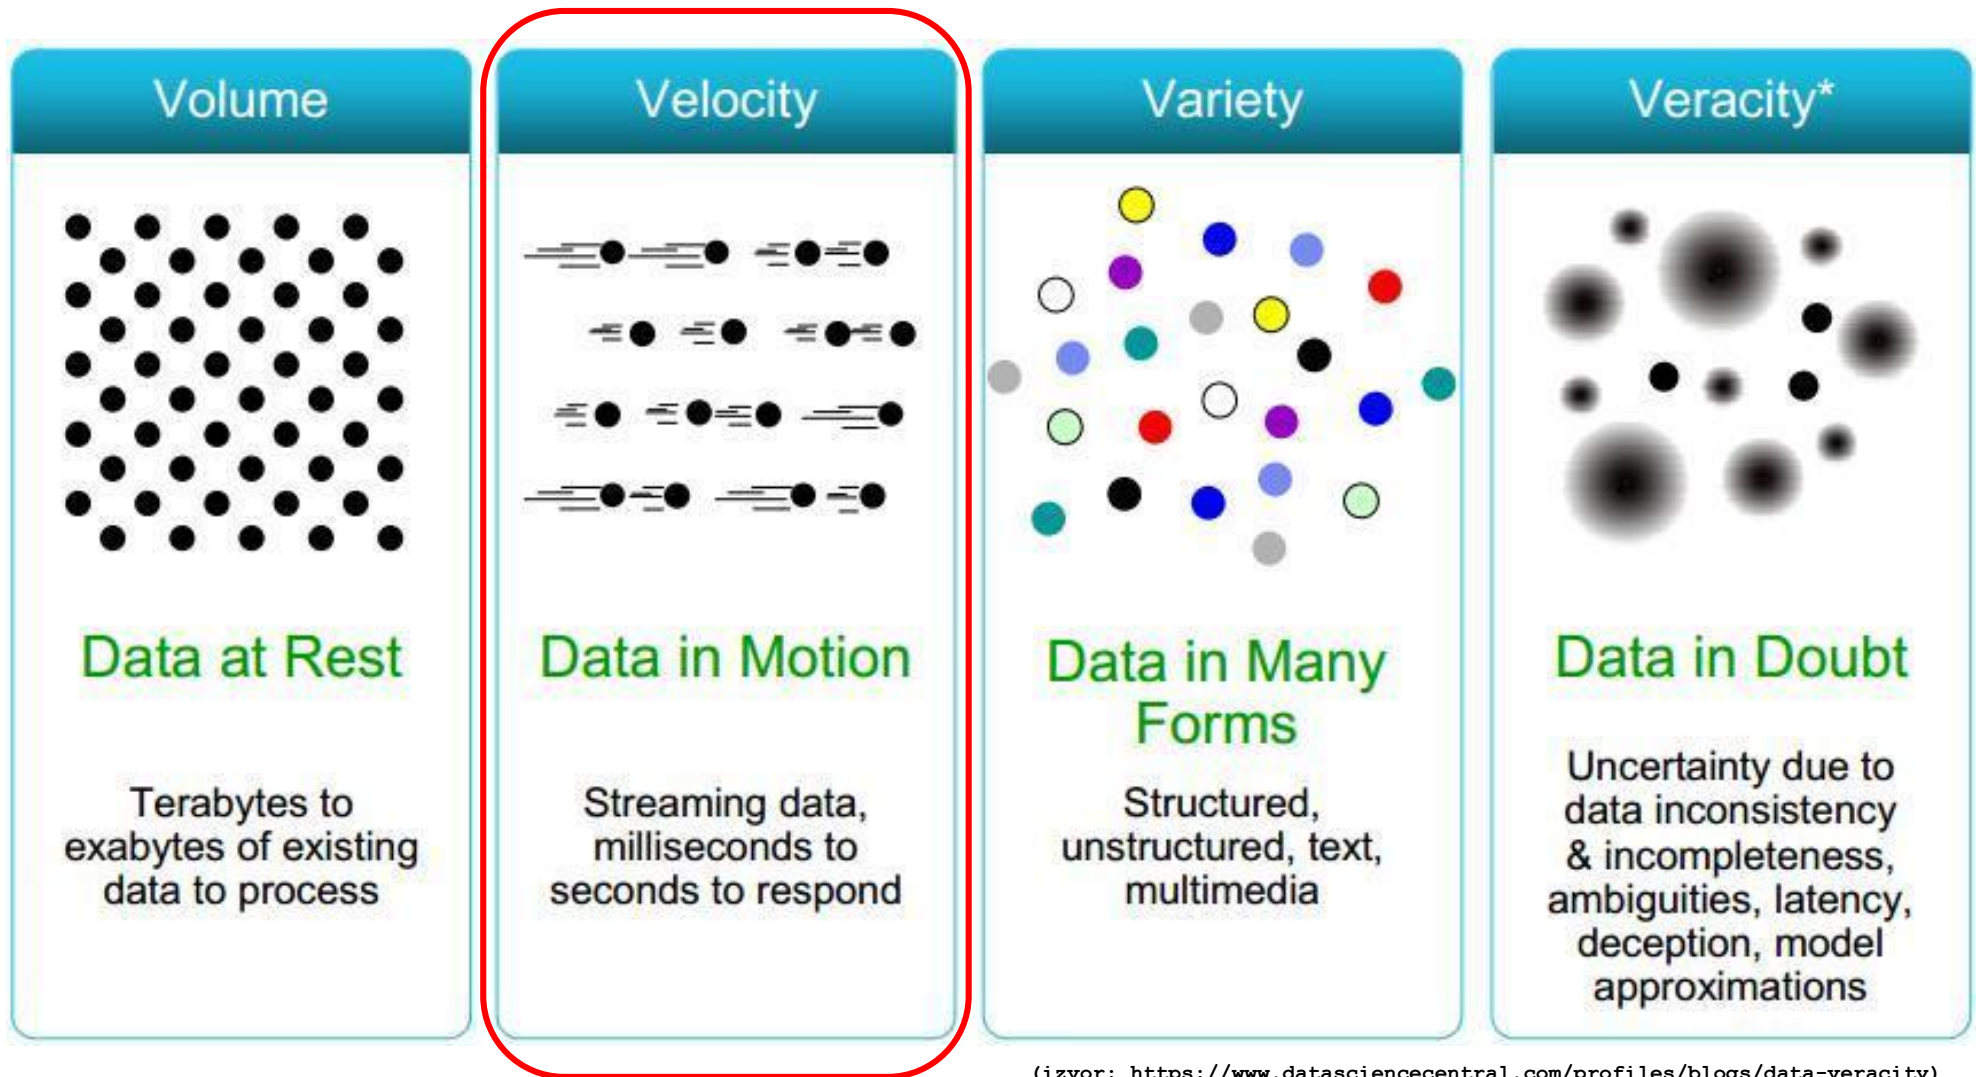 Volume
Data at Rest
Terabytes to
exabytes of existing
data to process
Velocity
Data in Motion
Streaming data,
milliseconds to
seconds to respond
Variety
Data in Many
Forms
Structured,
unstructured, text,
multimedia
Veracity*
Data in Doubt
Uncertainty due to
data inconsistency
& incompleteness,
ambiguities, latency,
deception, model
approximations
(izvor: https://www.datasciencecentral.com/profiles/blogs/data-veracity)